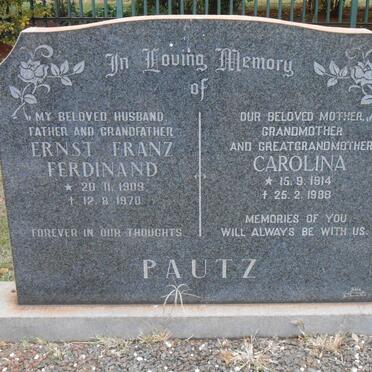 In Loving Memory
of
MY BELOVED HUSBAND,
FATHER AND GRANDFATHER
ERNST FRANZ
FERDINAND
★ 20·11·1909
† 12·8·1970
FOREVER IN OUR THOUGHTS
OUR BELOVED MOTHER,
GRANDMOTHER
AND GREATGRANDMOTHER
CAROLINA
★ 15·9·1914
† 25·2·1988
MEMORIES OF YOU
WILL ALWAYS BE WITH US.
PAUTZ